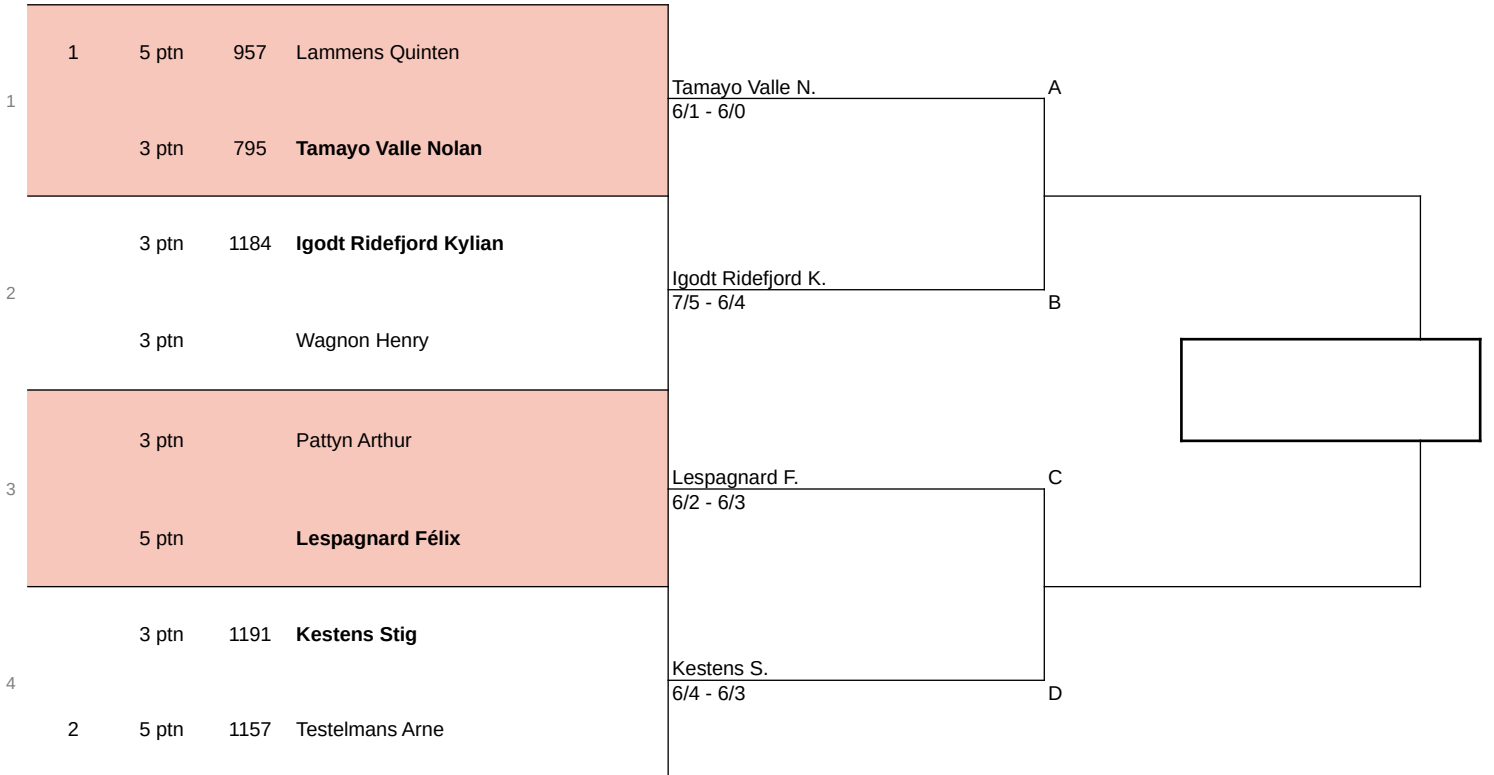 1 5 ptn 957 Lammens Quinten
Tamayo Valle N. A
1
6/1 - 6/0
3 ptn 795 Tamayo Valle Nolan
3 ptn 1184 Igodt Ridefjord Kylian
Igodt Ridefjord K.
2
7/5 - 6/4 B
3 ptn Wagnon Henry
3 ptn Pattyn Arthur
Lespagnard F. C
3
6/2 - 6/3
5 ptn Lespagnard Félix
3 ptn 1191 Kestens Stig
Kestens S.
4
6/4 - 6/3 D
2 5 ptn 1157 Testelmans Arne